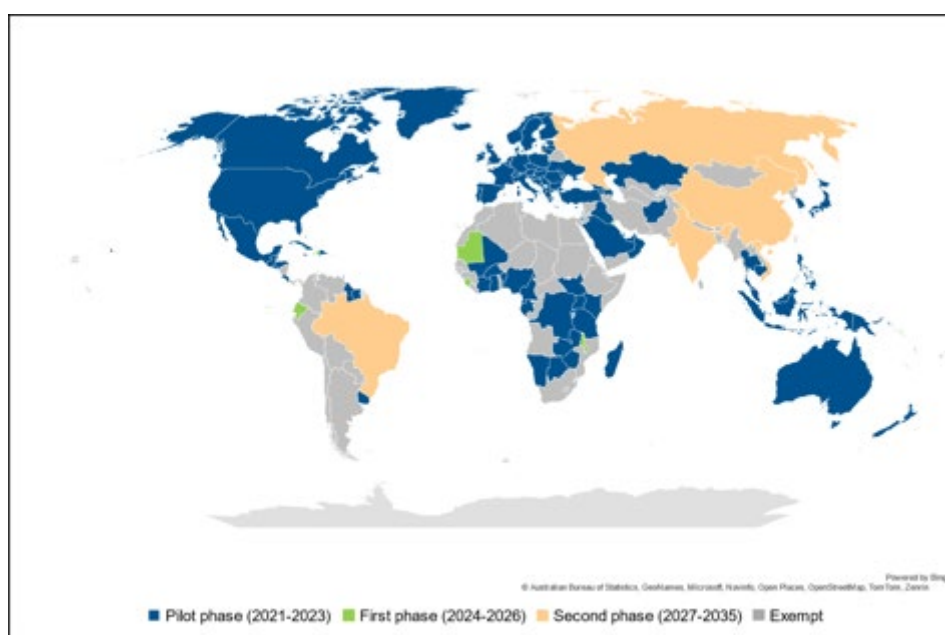 Powered by Bing
© Australian Bureau of Statistics, GeoNames, Microsoft, Navinfo, Open Places, OpenStreetMap, TomTom, Zenrin
Pilot phase (2021-2023) First phase (2024-2026) Second phase (2027-2035) Exempt